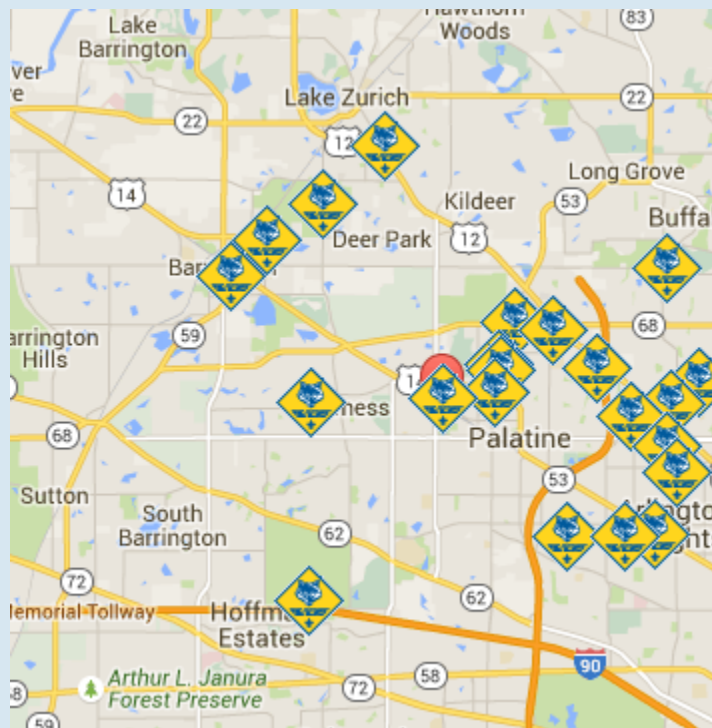 Hawthorn
Woods
83
Lake
Barrington
Lake Zurich
22
22
12
Long Grove
14
Kildeer
53
Deer Park
12
59
68
Hills
14
Palatine
68
53
Sutton
South
Barrington
62
72
62
Memorial Tollway
Estates
90
Arthur L. Janura
Forest Preserve
58
72
59